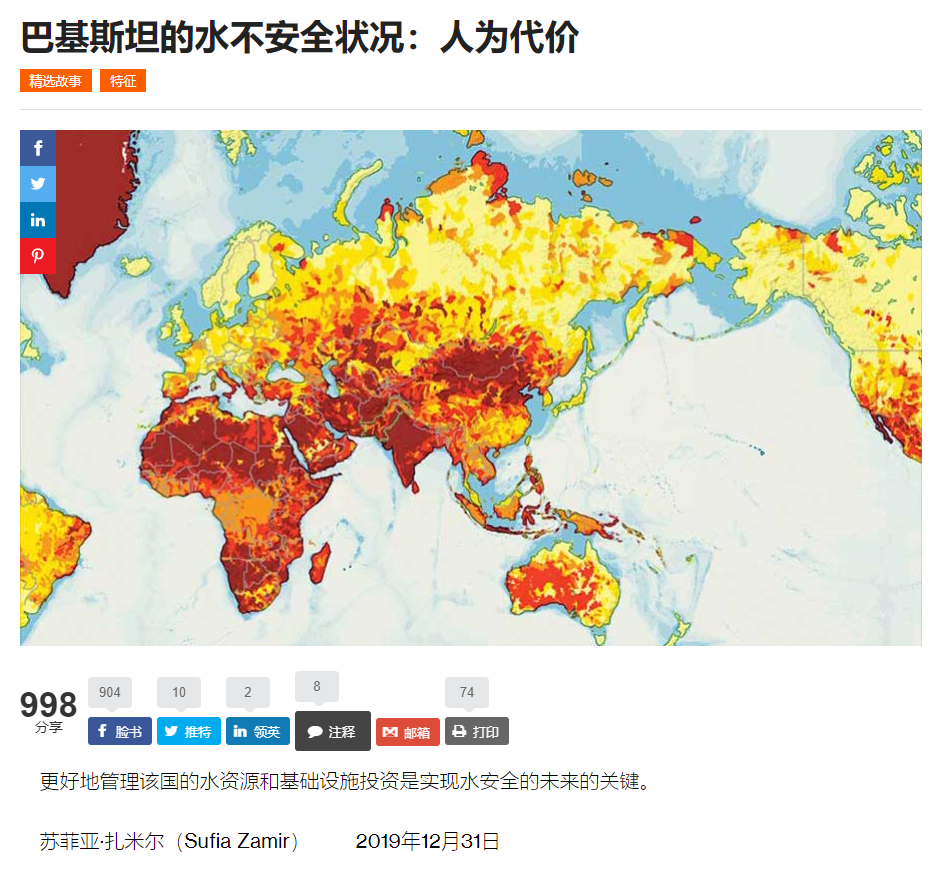 巴基斯坦的水不安全状况：人为代价
精选故事 特征
998
分享
904 10 2 8 74
脸书 推特 领英 注释 邮箱 打印
更好地管理该国的水资源和基础设施投资是实现水安全的未来的关键。
苏菲亚·扎米尔（Sufia Zamir） 2019年12月31日